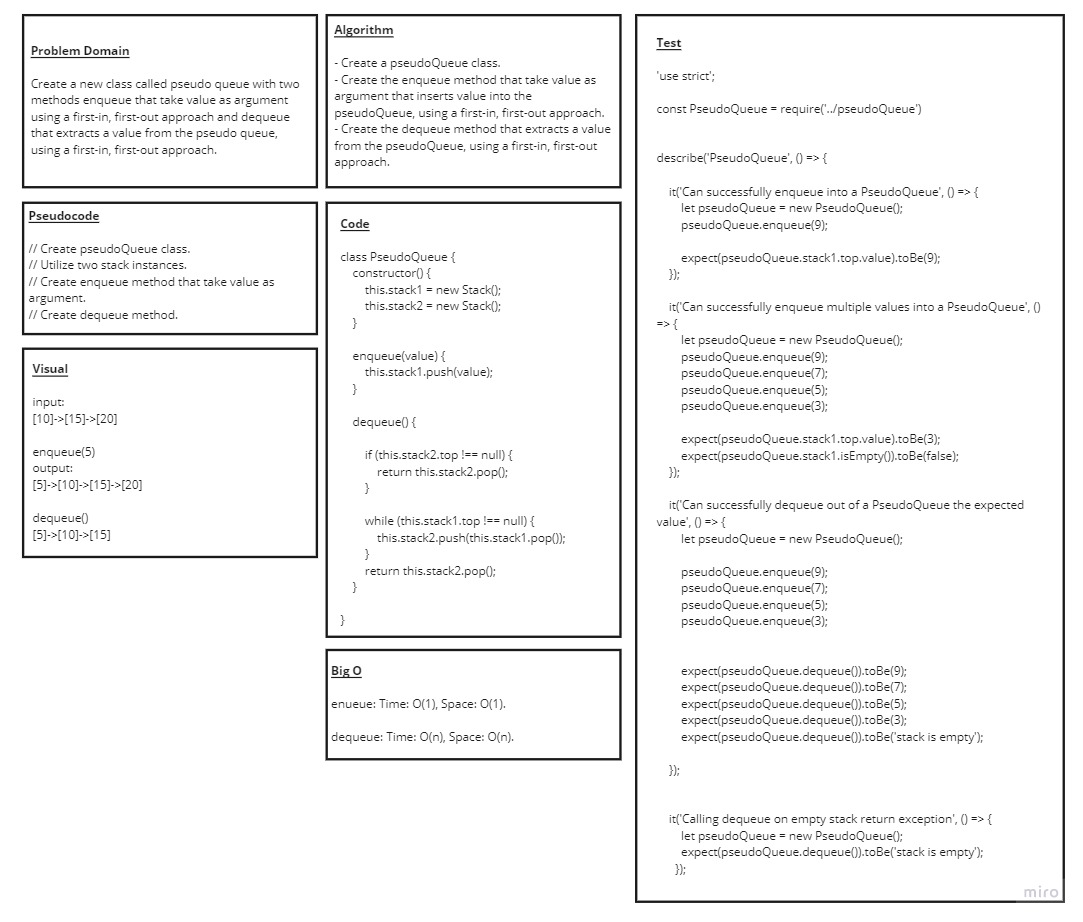 Problem Domain
Create a new class called pseudo queue with two
methods enqueue that take value as argument
using a first-in, first-out approach and dequeue
that extracts a value from the pseudo queue,
using a first-in, first-out approach.
Algorithm
- Create a pseudoQueue class.
- Create the enqueue method that take value as
argument that inserts value into the
pseudoQueue, using a first-in, first-out approach.
- Create the dequeue method that extracts a value
from the pseudoQueue, using a first-in, first-out
approach.
Pseudocode
// Create pseudoQueue class.
// Utilize two stack instances.
// Create enqueue method that take value as
argument.
// Create dequeue method.
Visual
input:
[10]->[15]->[20]
enqueue(5)
output:
[5]->[10]->[15]->[20]
dequeue()
[5]->[10]->[15]
Code
class PseudoQueue {
constructor() {
this.stack1 = new Stack();
this.stack2 = new Stack();
}
enqueue(value) {
this.stack1.push(value);
}
dequeue() {
if (this.stack2.top !== null) {
return this.stack2.pop();
}
while (this.stack1.top !== null) {
this.stack2.push(this.stack1.pop());
}
return this.stack2.pop();
}
}
Big O
enueue: Time: O(1), Space: O(1).
dequeue: Time: O(n), Space: O(n).
Test
'use strict';
const PseudoQueue = require('../pseudoQueue')
describe('PseudoQueue', () => {
it('Can successfully enqueue into a PseudoQueue', () => {
let pseudoQueue = new PseudoQueue();
pseudoQueue.enqueue(9);
expect(pseudoQueue.stack1.top.value).toBe(9);
});
it('Can successfully enqueue multiple values into a PseudoQueue', ()
=> {
let pseudoQueue = new PseudoQueue();
pseudoQueue.enqueue(9);
pseudoQueue.enqueue(7);
pseudoQueue.enqueue(5);
pseudoQueue.enqueue(3);
expect(pseudoQueue.stack1.top.value).toBe(3);
expect(pseudoQueue.stack1.isEmpty()).toBe(false);
});
it('Can successfully dequeue out of a PseudoQueue the expected
value', () => {
let pseudoQueue = new PseudoQueue();
pseudoQueue.enqueue(9);
pseudoQueue.enqueue(7);
pseudoQueue.enqueue(5);
pseudoQueue.enqueue(3);
expect(pseudoQueue.dequeue()).toBe(9);
expect(pseudoQueue.dequeue()).toBe(7);
expect(pseudoQueue.dequeue()).toBe(5);
expect(pseudoQueue.dequeue()).toBe(3);
expect(pseudoQueue.dequeue()).toBe('stack is empty');
});
it('Calling dequeue on empty stack return exception', () => {
let pseudoQueue = new PseudoQueue();
expect(pseudoQueue.dequeue()).toBe('stack is empty');
});
miro